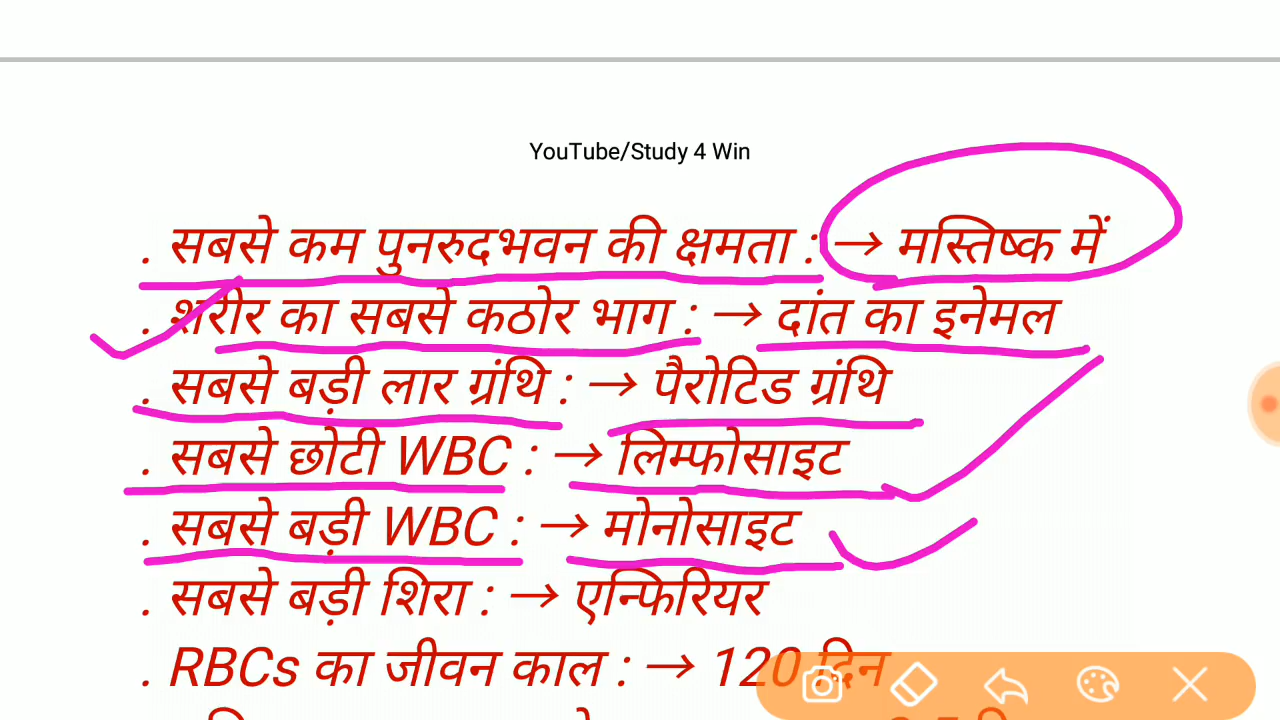 YouTube/Study 4 Win
. सबसे कम पुनरुदभवन की क्षमता : → मस्तिष्क में
. शरीर का सबसे कठोर भाग : → दांत का इनेमल
. सबसे बड़ी लार ग्रंथि : → पैरोटिड ग्रंथि
. सबसे छोटी WBC : → लिम्फोसाइट
. सबसे बड़ी WBC : → मोनोसाइट
. सबसे बड़ी शिरा : → एन्फिरियर
. RBCs का जीवन काल : → 120 दिन